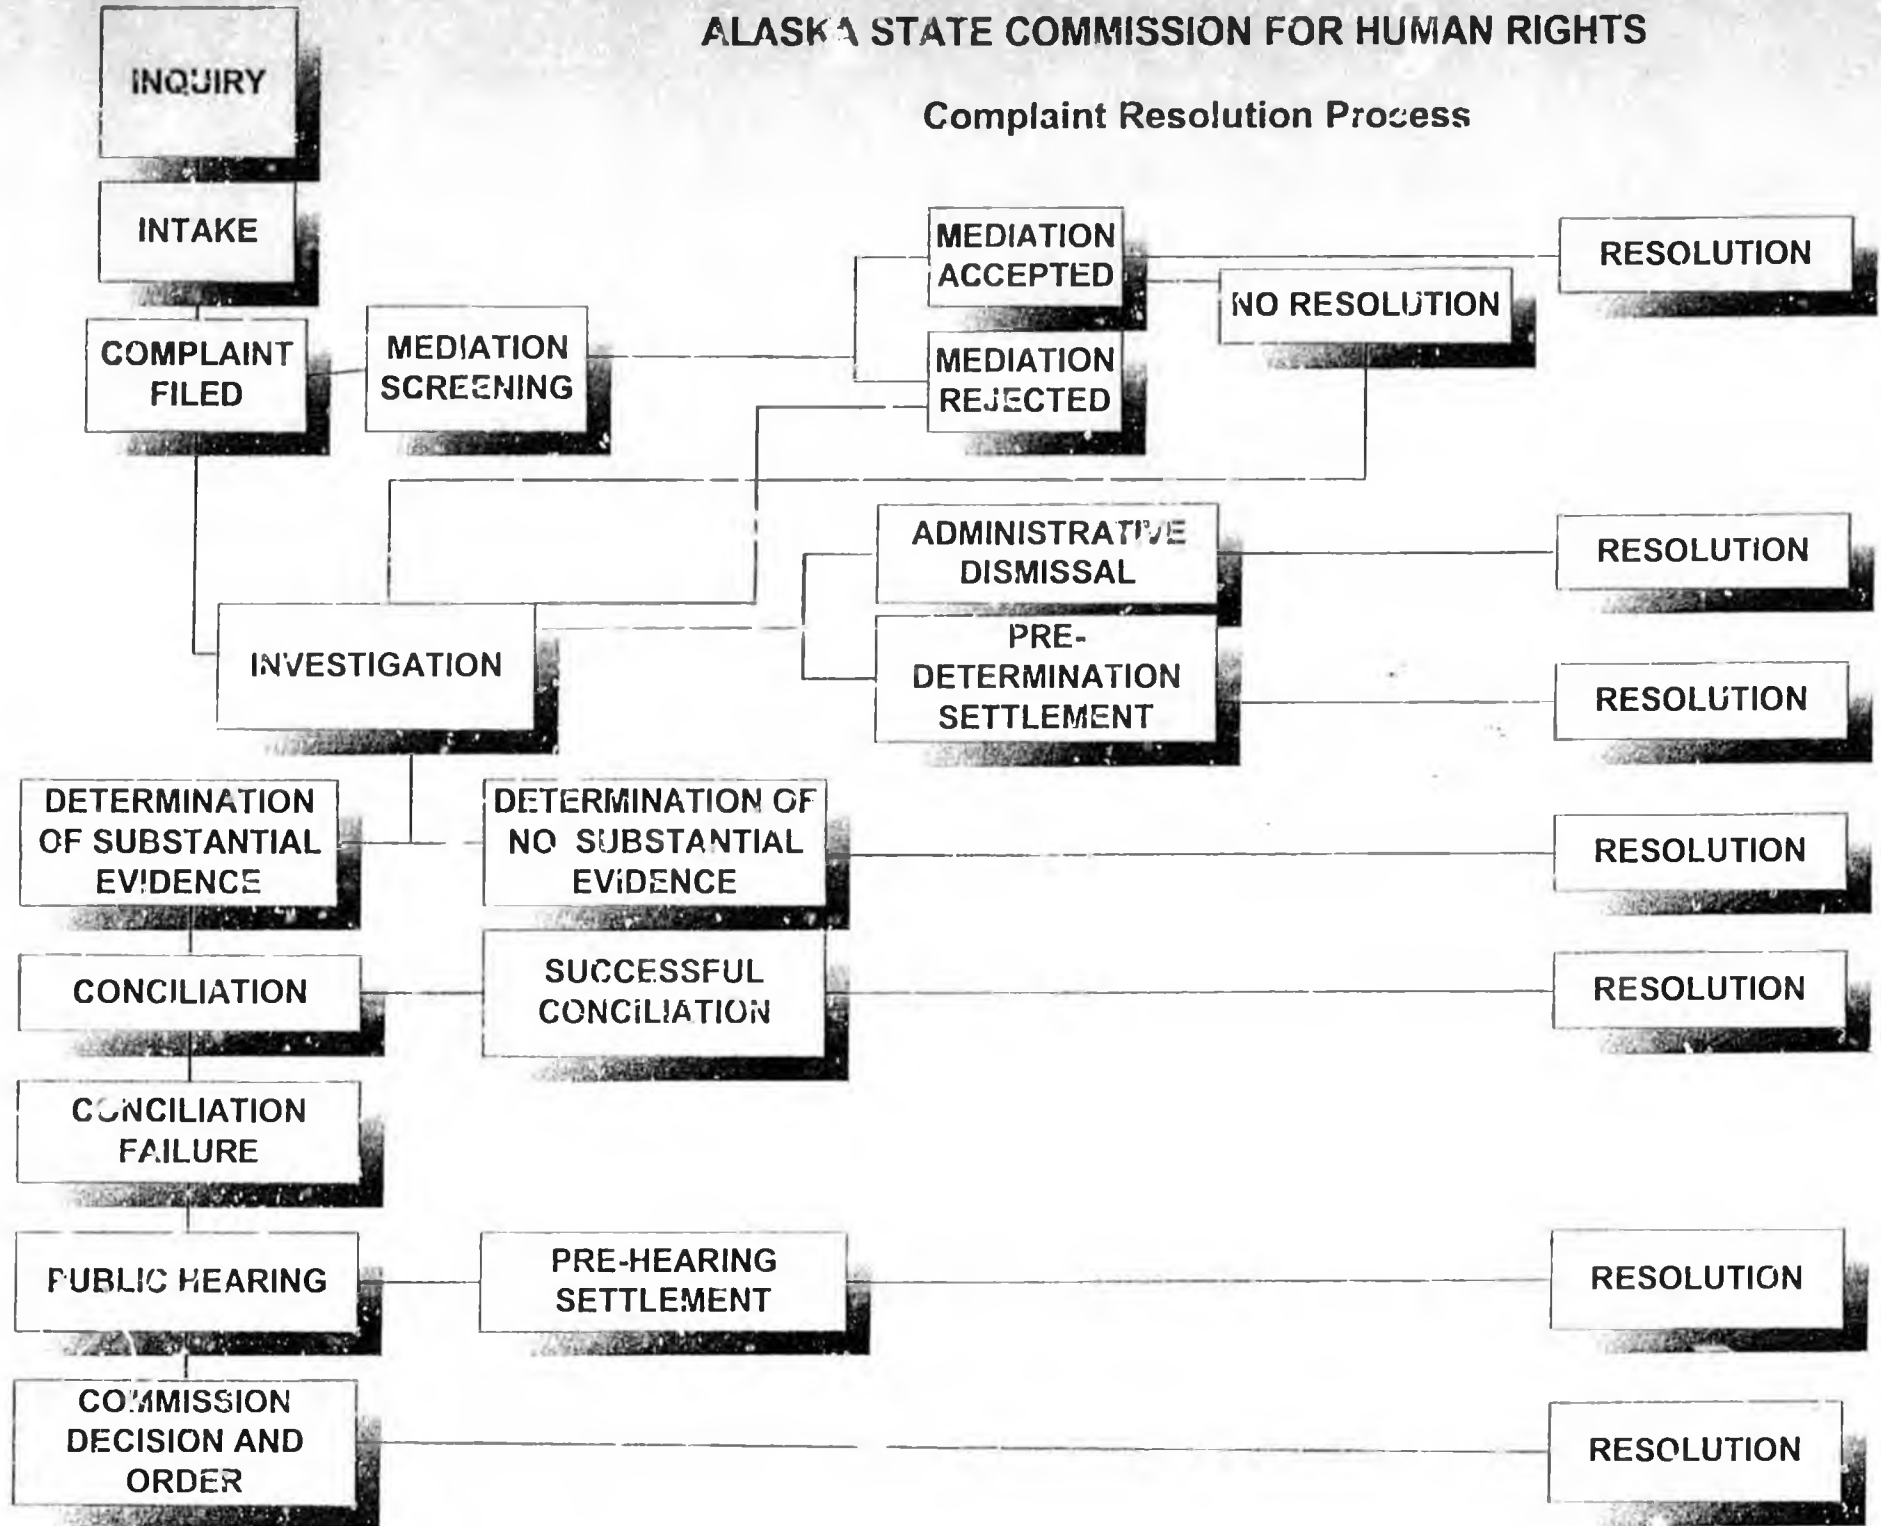 ALASKA STATE COMMISSION FOR HUMAN RIGHTS
Complaint Resolution Process
INQUIRY
INTAKE
COMPLAINT
FILED
MEDIATION
SCREENING
MEDIATION
ACCEPTED
MEDIATION
REJECTED
NO RESOLUTION
RESOLUTION
INVESTIGATION
ADMINISTRATIVE
DISMISSAL
RESOLUTION
PRE-
DETERMINATION
SETTLEMENT
RESOLUTION
DETERMINATION
OF SUBSTANTIAL
EVIDENCE
DETERMINATION OF
NO SUBSTANTIAL
EVIDENCE
RESOLUTION
CONCILIATION
SUCCESSFUL
CONCILIATION
RESOLUTION
CONCILIATION
FAILURE
PUBLIC HEARING
PRE-HEARING
SETTLEMENT
RESOLUTION
COMMISSION
DECISION AND
ORDER
RESOLUTION